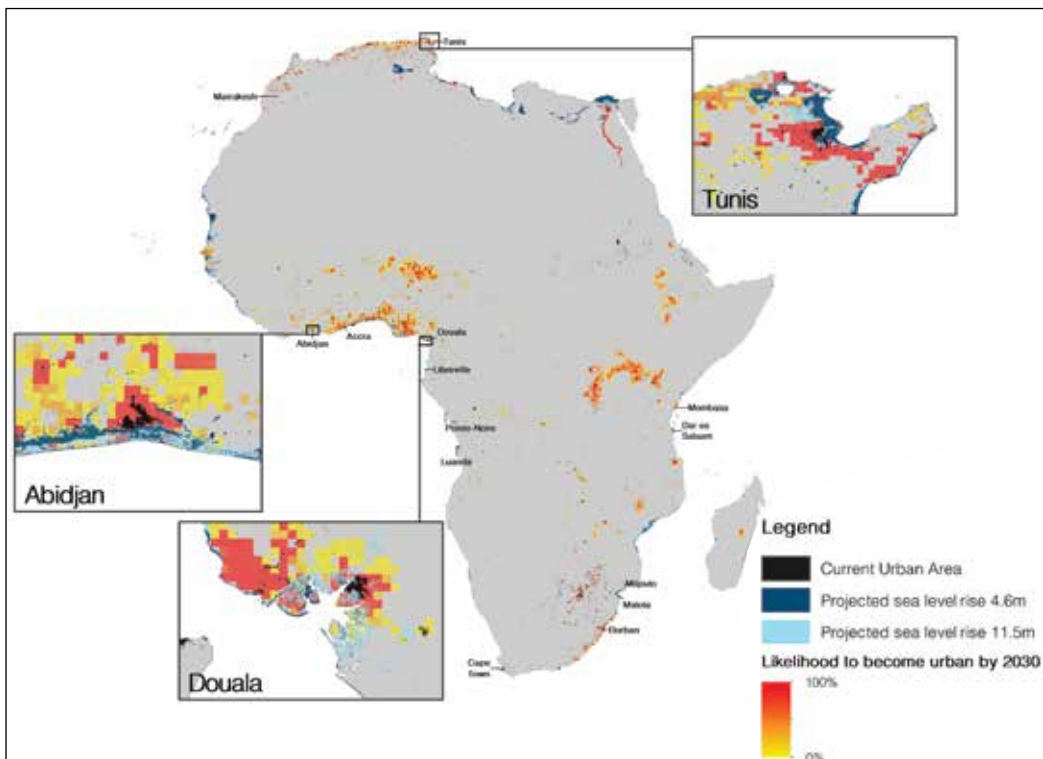 Tunis
Marrakesh
Tunis
Abidjan
Accra
Douala
Libreville
Abidjan
Mombasa
Dar es
Salaam
Pointe-Noire
Luanda
Douala
Maputo
Matola
Durban
Cape
Town
Legend
Current Urban Area
Projected sea level rise 4.6m
Projected sea level rise 11.5m
Likelihood to become urban by 2030
100%
0%